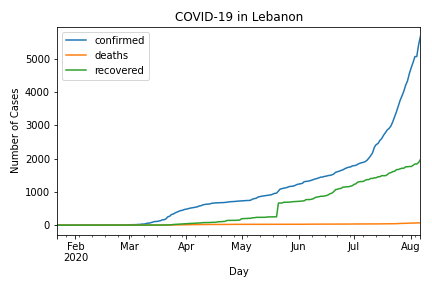 COVID-19 in Lebanon
confirmed
deaths
recovered
Number of Cases
5000
4000
3000
2000
1000
0
Feb Mar Apr May Jun Jul Aug
2020
Day